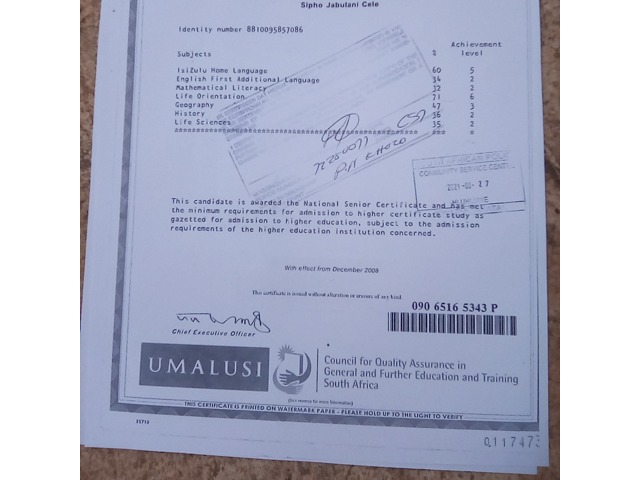 Sipho Jabulani Cele
Identity number 8810095857086
Subjects % Achievement level
IsiZulu Home Language 60 5
English First Additional Language 34 2
Mathematical Literacy 32 2
Life Orientation 71 6
Geography 47 3
History 36 2
Life Sciences 35 2
COMMUNITY SERVICE CENTRE
This candidate is awarded the National Senior Certificate and has met
the minimum requirements for admission to higher certificate study as
gazetted for admission to higher education, subject to the admission
requirements of the higher education institution concerned.
With effect from December 2008
This certificate is issued without alteration or erasure of any kind.
090 6516 5343 P
Chief Executive Officer
UMALUSI
Council for Quality Assurance in
General and Further Education and Training
South Africa
(See reverse for more information)
THIS CERTIFICATE IS PRINTED ON WATERMARK PAPER - PLEASE HOLD UP TO THE LIGHT TO VERIFY
0117473